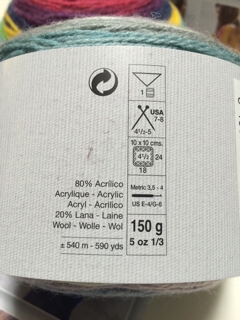 1
USA
7-8
4½-5
10 x 10 cms.
4½ 24
18
Metric 3,5 - 4
US E-4/G-6
80% Acrílico
Acrylique - Acrylic
Acryl - Acrilico
20% Lana - Laine
Wool - Wolle - Wol
± 540 m - 590 yds
150 g
5 oz 1/3